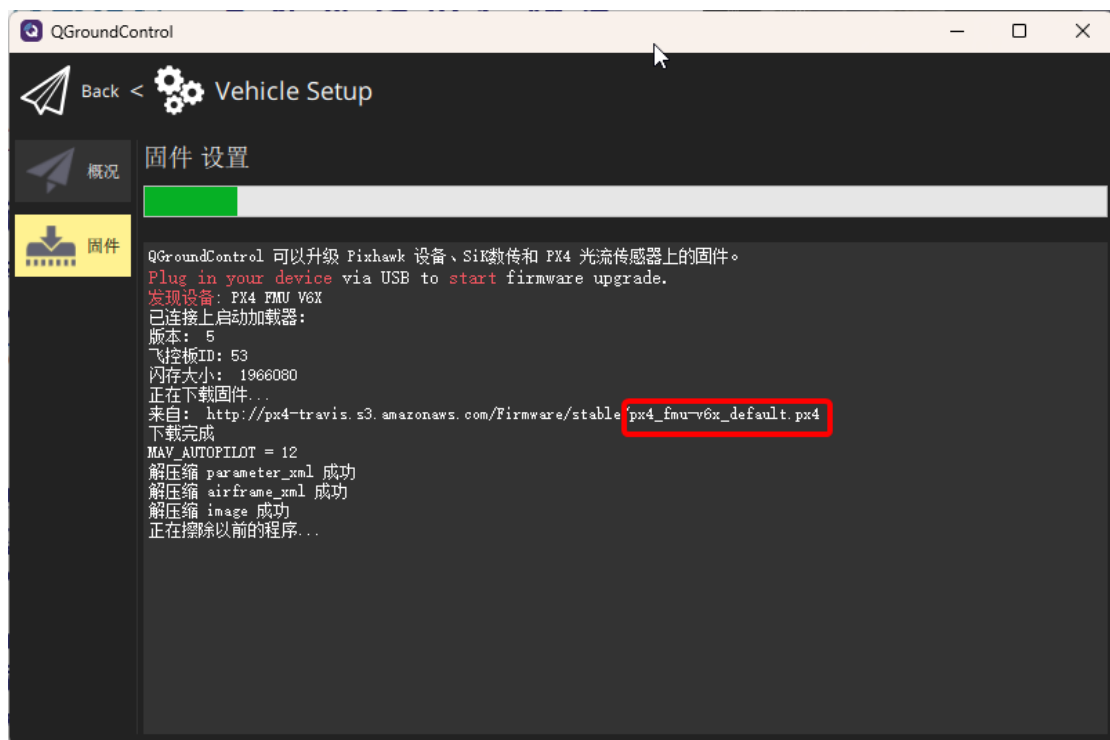 QGroundControl
Back < Vehicle Setup
概况
固件
固件 设置
QGroundControl 可以升级 Pixhawk 设备、SiK数传和 PX4 光流传感器上的固件。
Plug in your device via USB to start firmware upgrade.
发现设备: PX4 FMU V6X
已连接上启动加载器:
版本: 5
飞控板ID: 53
闪存大小: 1966080
正在下载固件...
来自: http://px4-travis.s3.amazonaws.com/Firmware/stable/px4_fmu-v6x_default.px4
下载完成
MAV_AUTOPILOT = 12
解压缩 parameter_xml 成功
解压缩 airframe_xml 成功
解压缩 image 成功
正在擦除以前的程序...